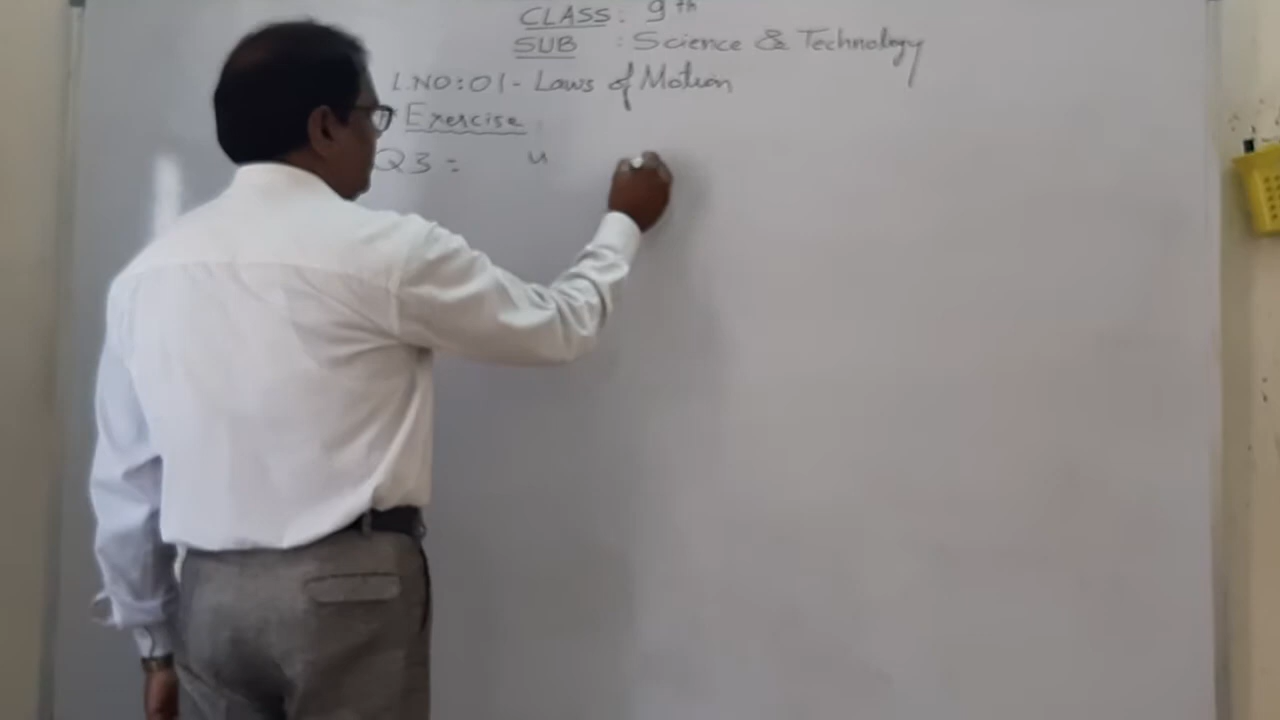 CLASS : 9th
SUB : Science & Technology
L.NO:01- Laws of Motion
* Exercise
Q3 : u